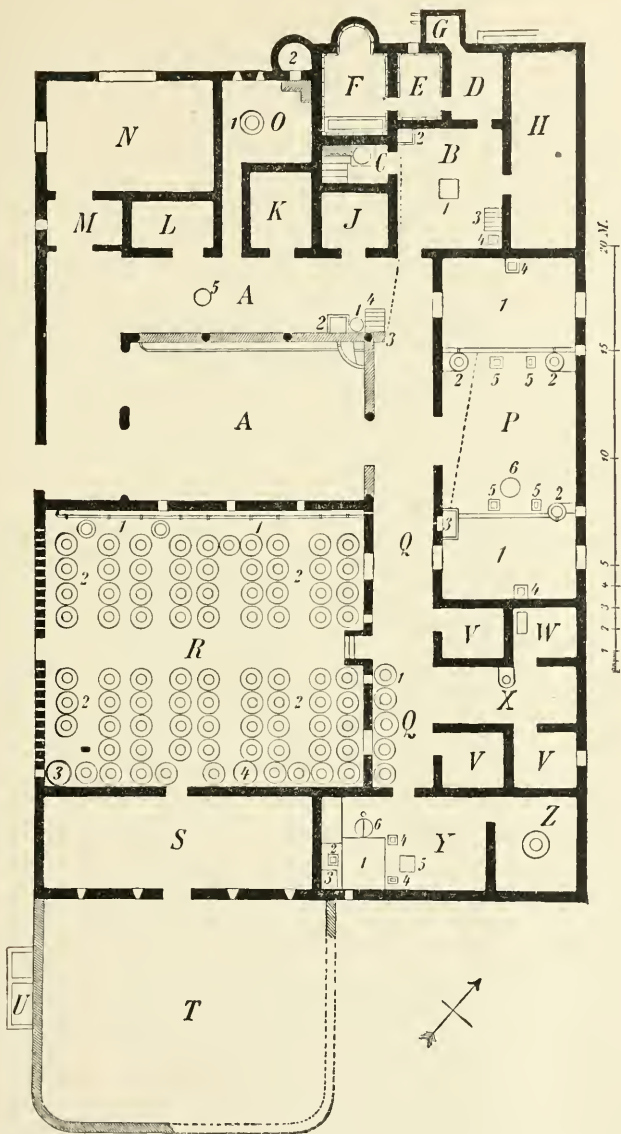 G
2
F E D
N 1 O H
2
C B
1
M L K J 3
4
5 A 4 20 M.
2 1 4 1
3
15
2 5 5 2
A P
6 10
5 5 2
3
1 1 Q 1
5
2 2 4 4
3
V W 2
R 1
1
X
2 2 Q
V V
3 4
Z
S 6 4 Y
2
1 5
3 4
U T